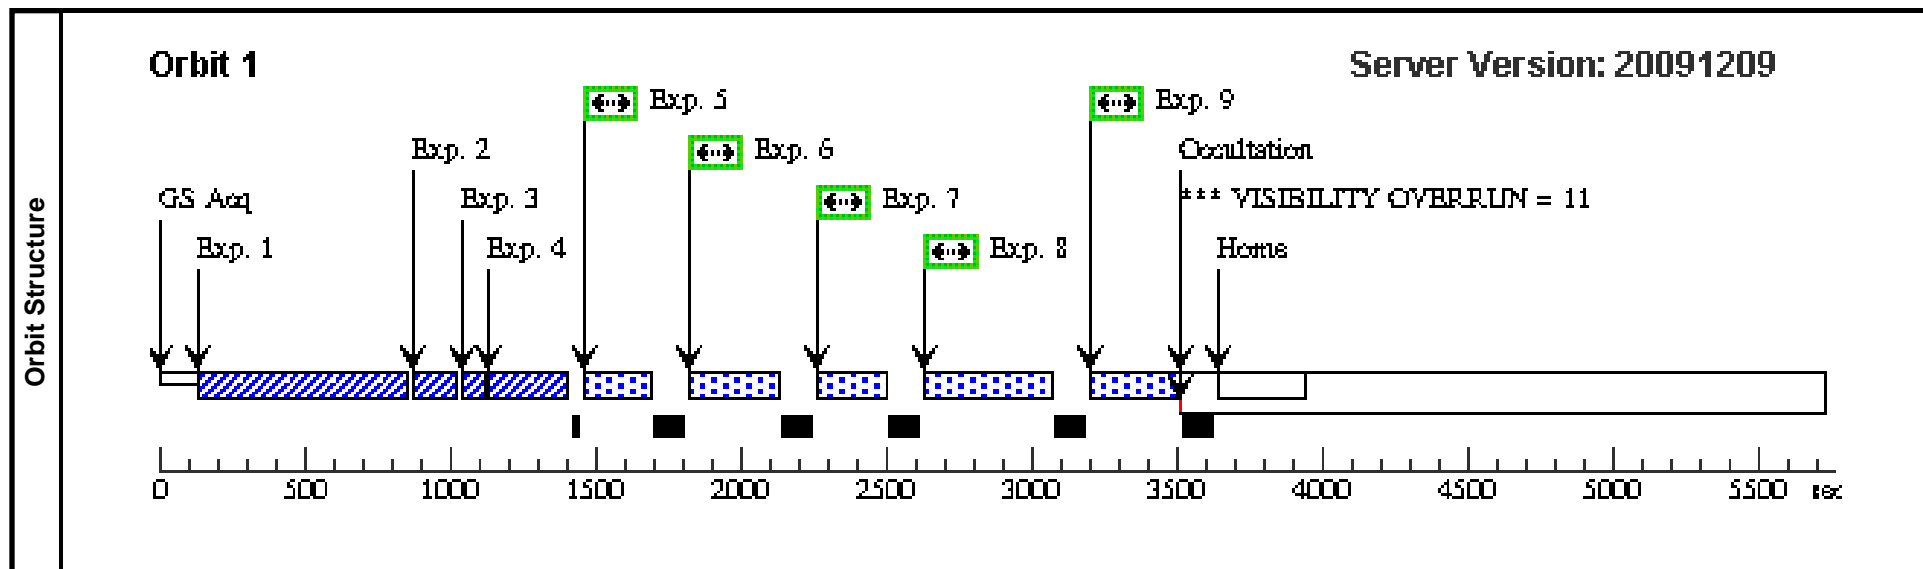 Orbit Structure
Orbit 1
Server Version: 20091209
Exp. 5
Exp. 9
Exp. 2
Exp. 6
Occultation
GS Acq
Exp. 3
Exp. 7
*** VISIBILITY OVERRUN = 11
Exp. 1
Exp. 4
Exp. 8
Home
0 500 1000 1500 2000 2500 3000 3500 4000 4500 5000 5500 sec